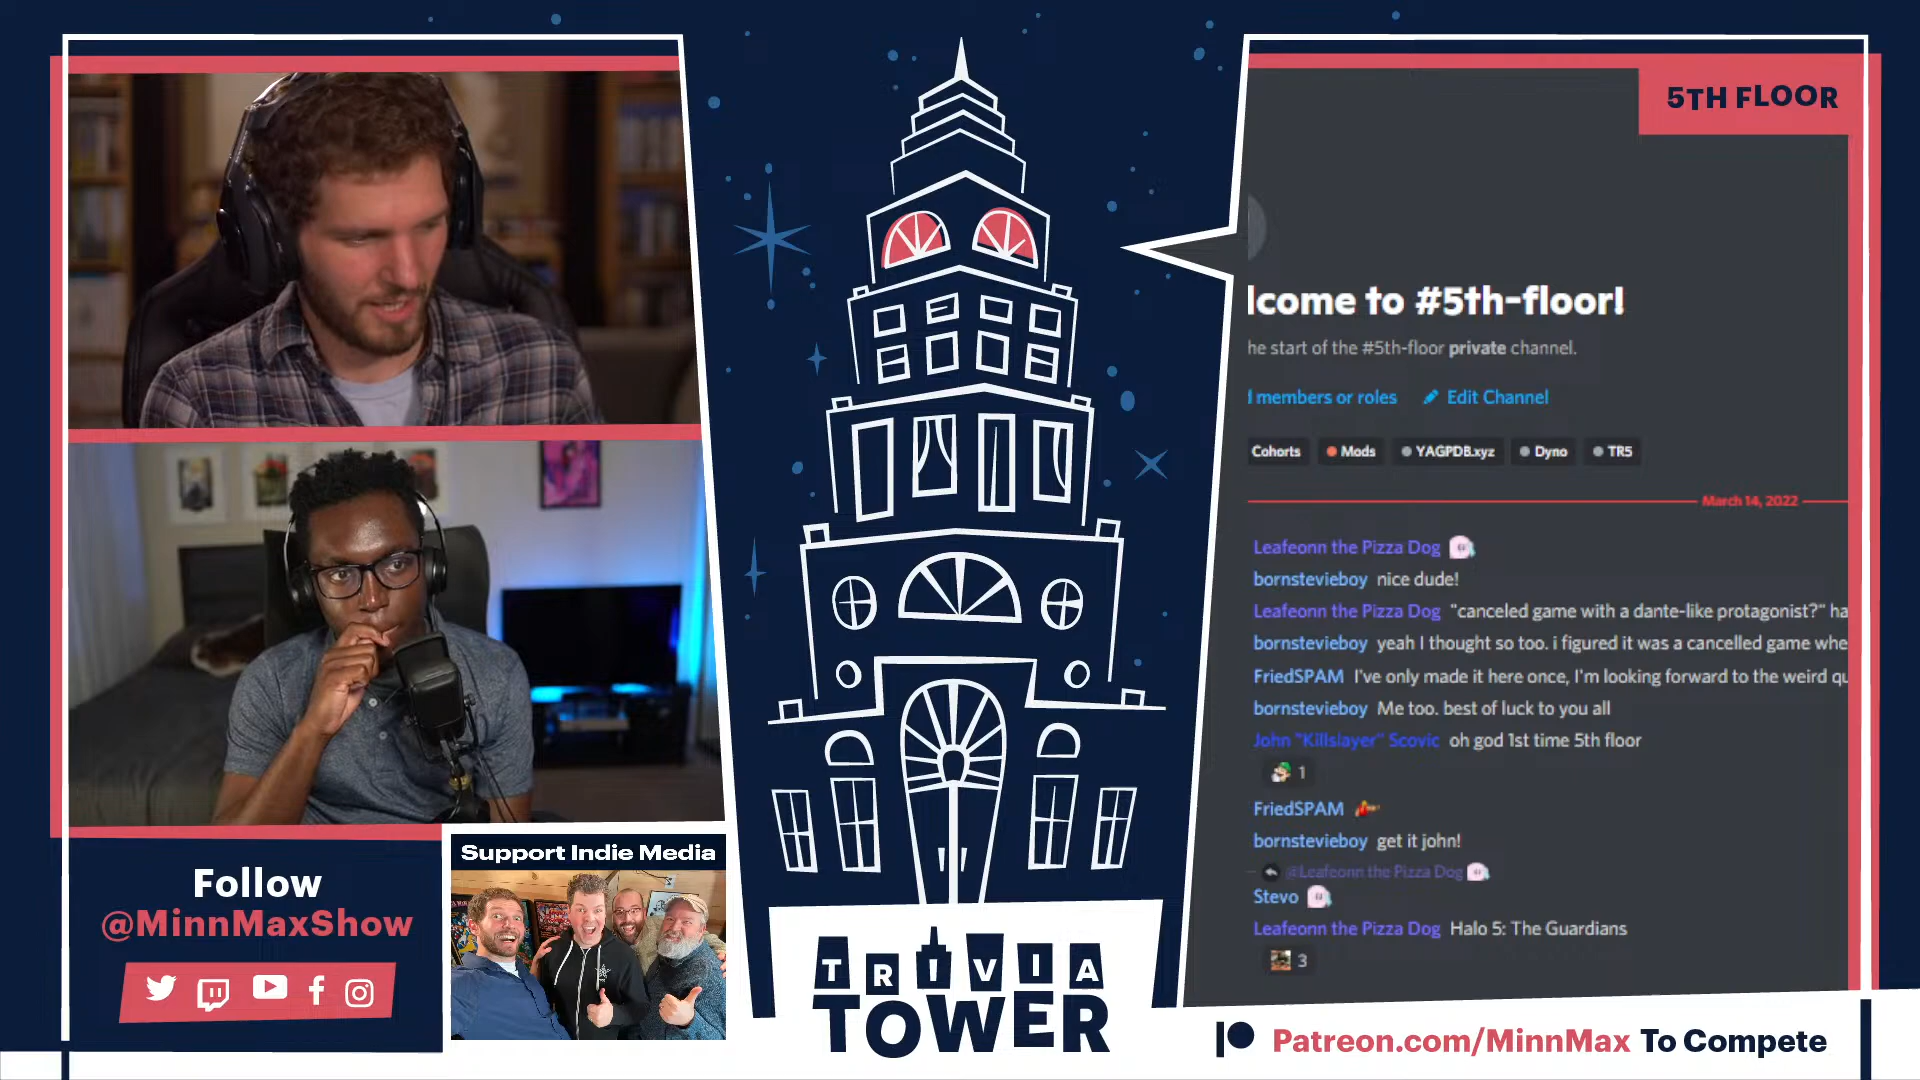 5TH FLOOR
lcome to #5th-floor!
he start of the #5th-floor private channel.
members or roles Edit Channel
Cohorts Mods YAGPDB.xyz Dyno TR5
March 14, 2022
Leafeonn the Pizza Dog
bornstevieboy nice dude!
Leafeonn the Pizza Dog "canceled game with a dante-like protagonist?" ha
bornstevieboy yeah I thought so too. i figured it was a cancelled game whe
FriedSPAM I've only made it here once, I'm looking forward to the weird qu
bornstevieboy Me too. best of luck to you all
John "Killslayer" Scovic oh god 1st time 5th floor
1
FriedSPAM
bornstevieboy get it john!
@Leafeonn the Pizza Dog
Stevo
Leafeonn the Pizza Dog Halo 5: The Guardians
3
Follow
@MinnMaxShow
Support Indie Media
TRIVIA
TOWER
Patreon.com/MinnMax To Compete